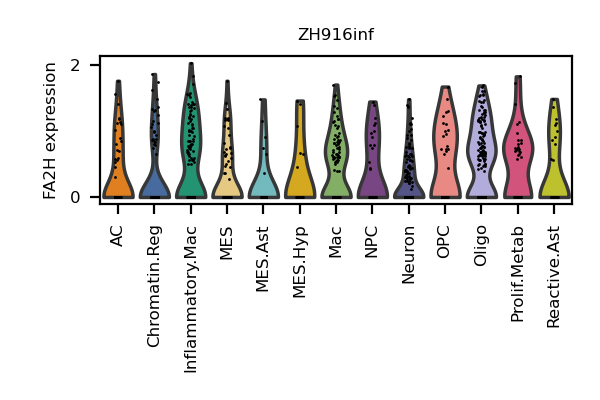 ZH916inf
FA2H expression
2
0
AC
Chromatin.Reg
Inflammatory.Mac
MES
MES.Ast
MES.Hyp
Mac
NPC
Neuron
OPC
Oligo
Prolif.Metab
Reactive.Ast